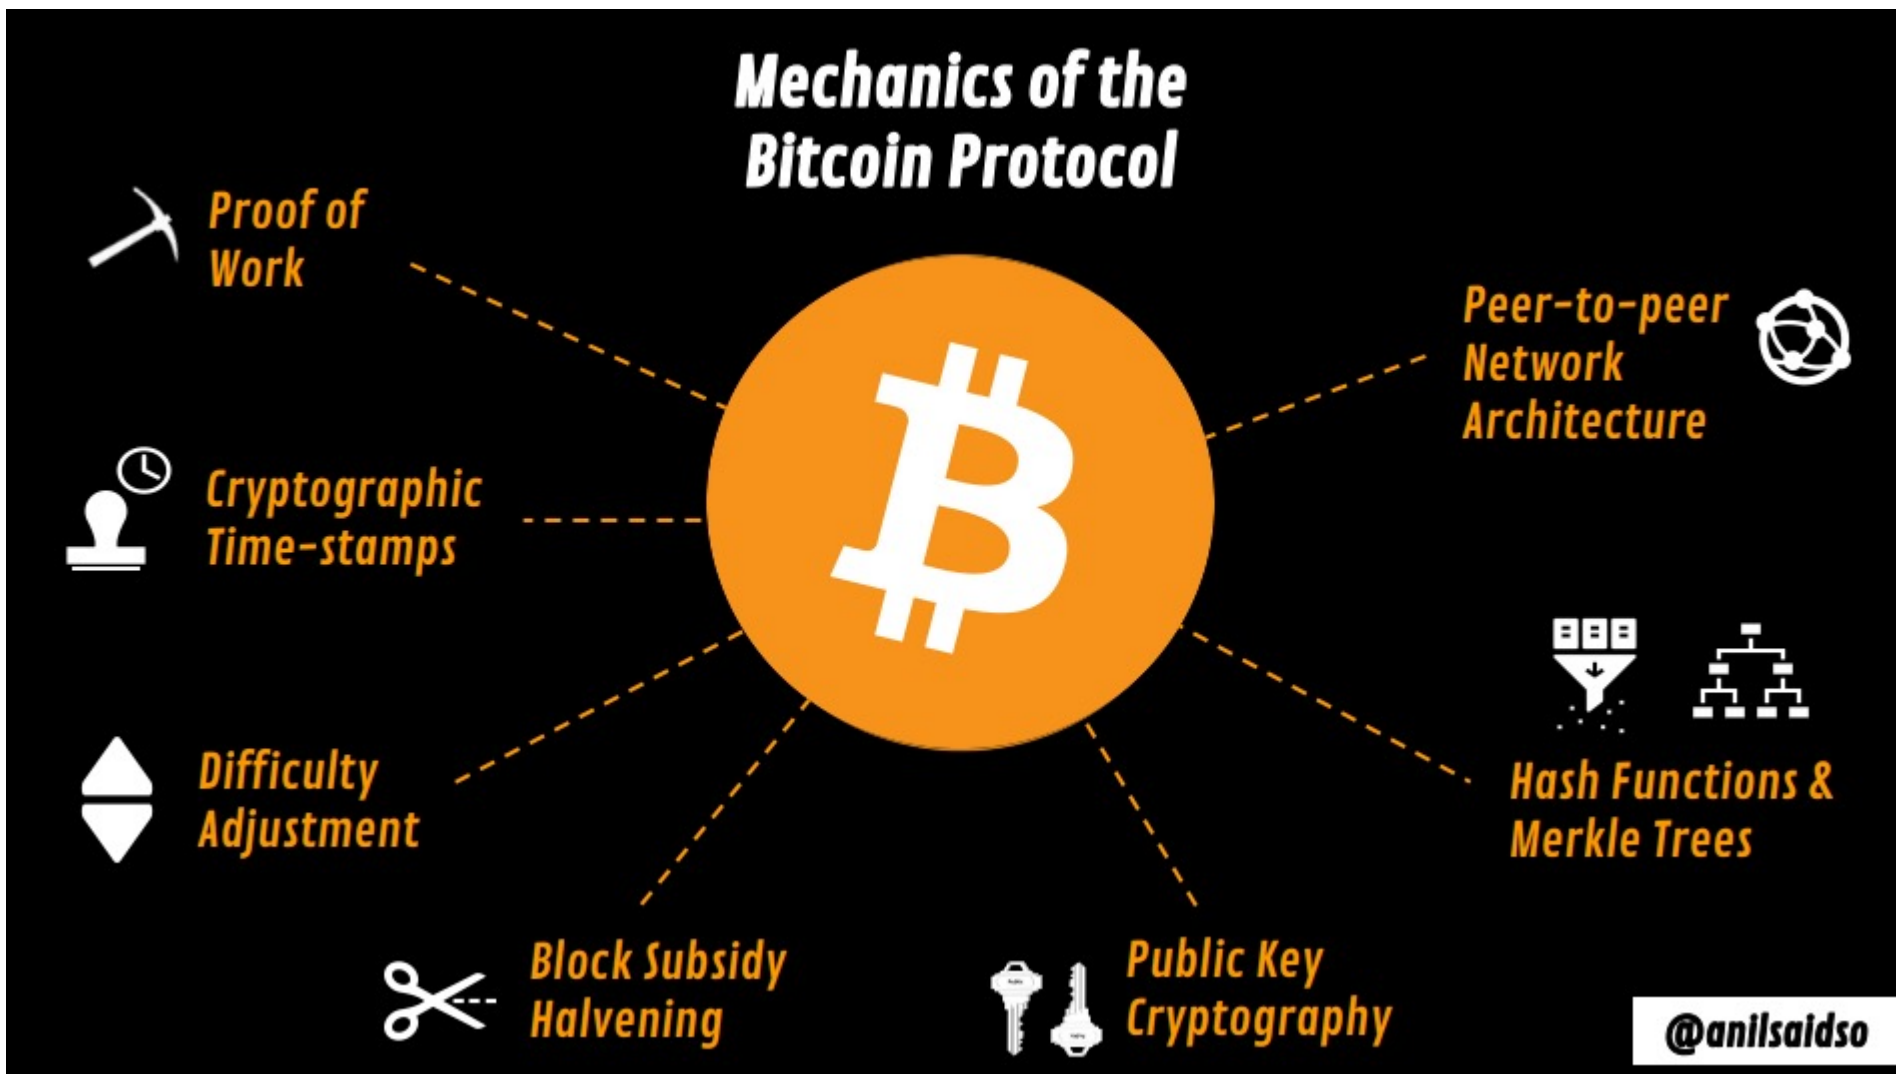 Mechanics of the
Bitcoin Protocol
Proof of
Work
Peer-to-peer
Network
Architecture
Cryptographic
Time-stamps
Difficulty
Adjustment
Hash Functions &
Merkle Trees
Block Subsidy
Halvening
Public Key
Cryptography
@anilsaidso